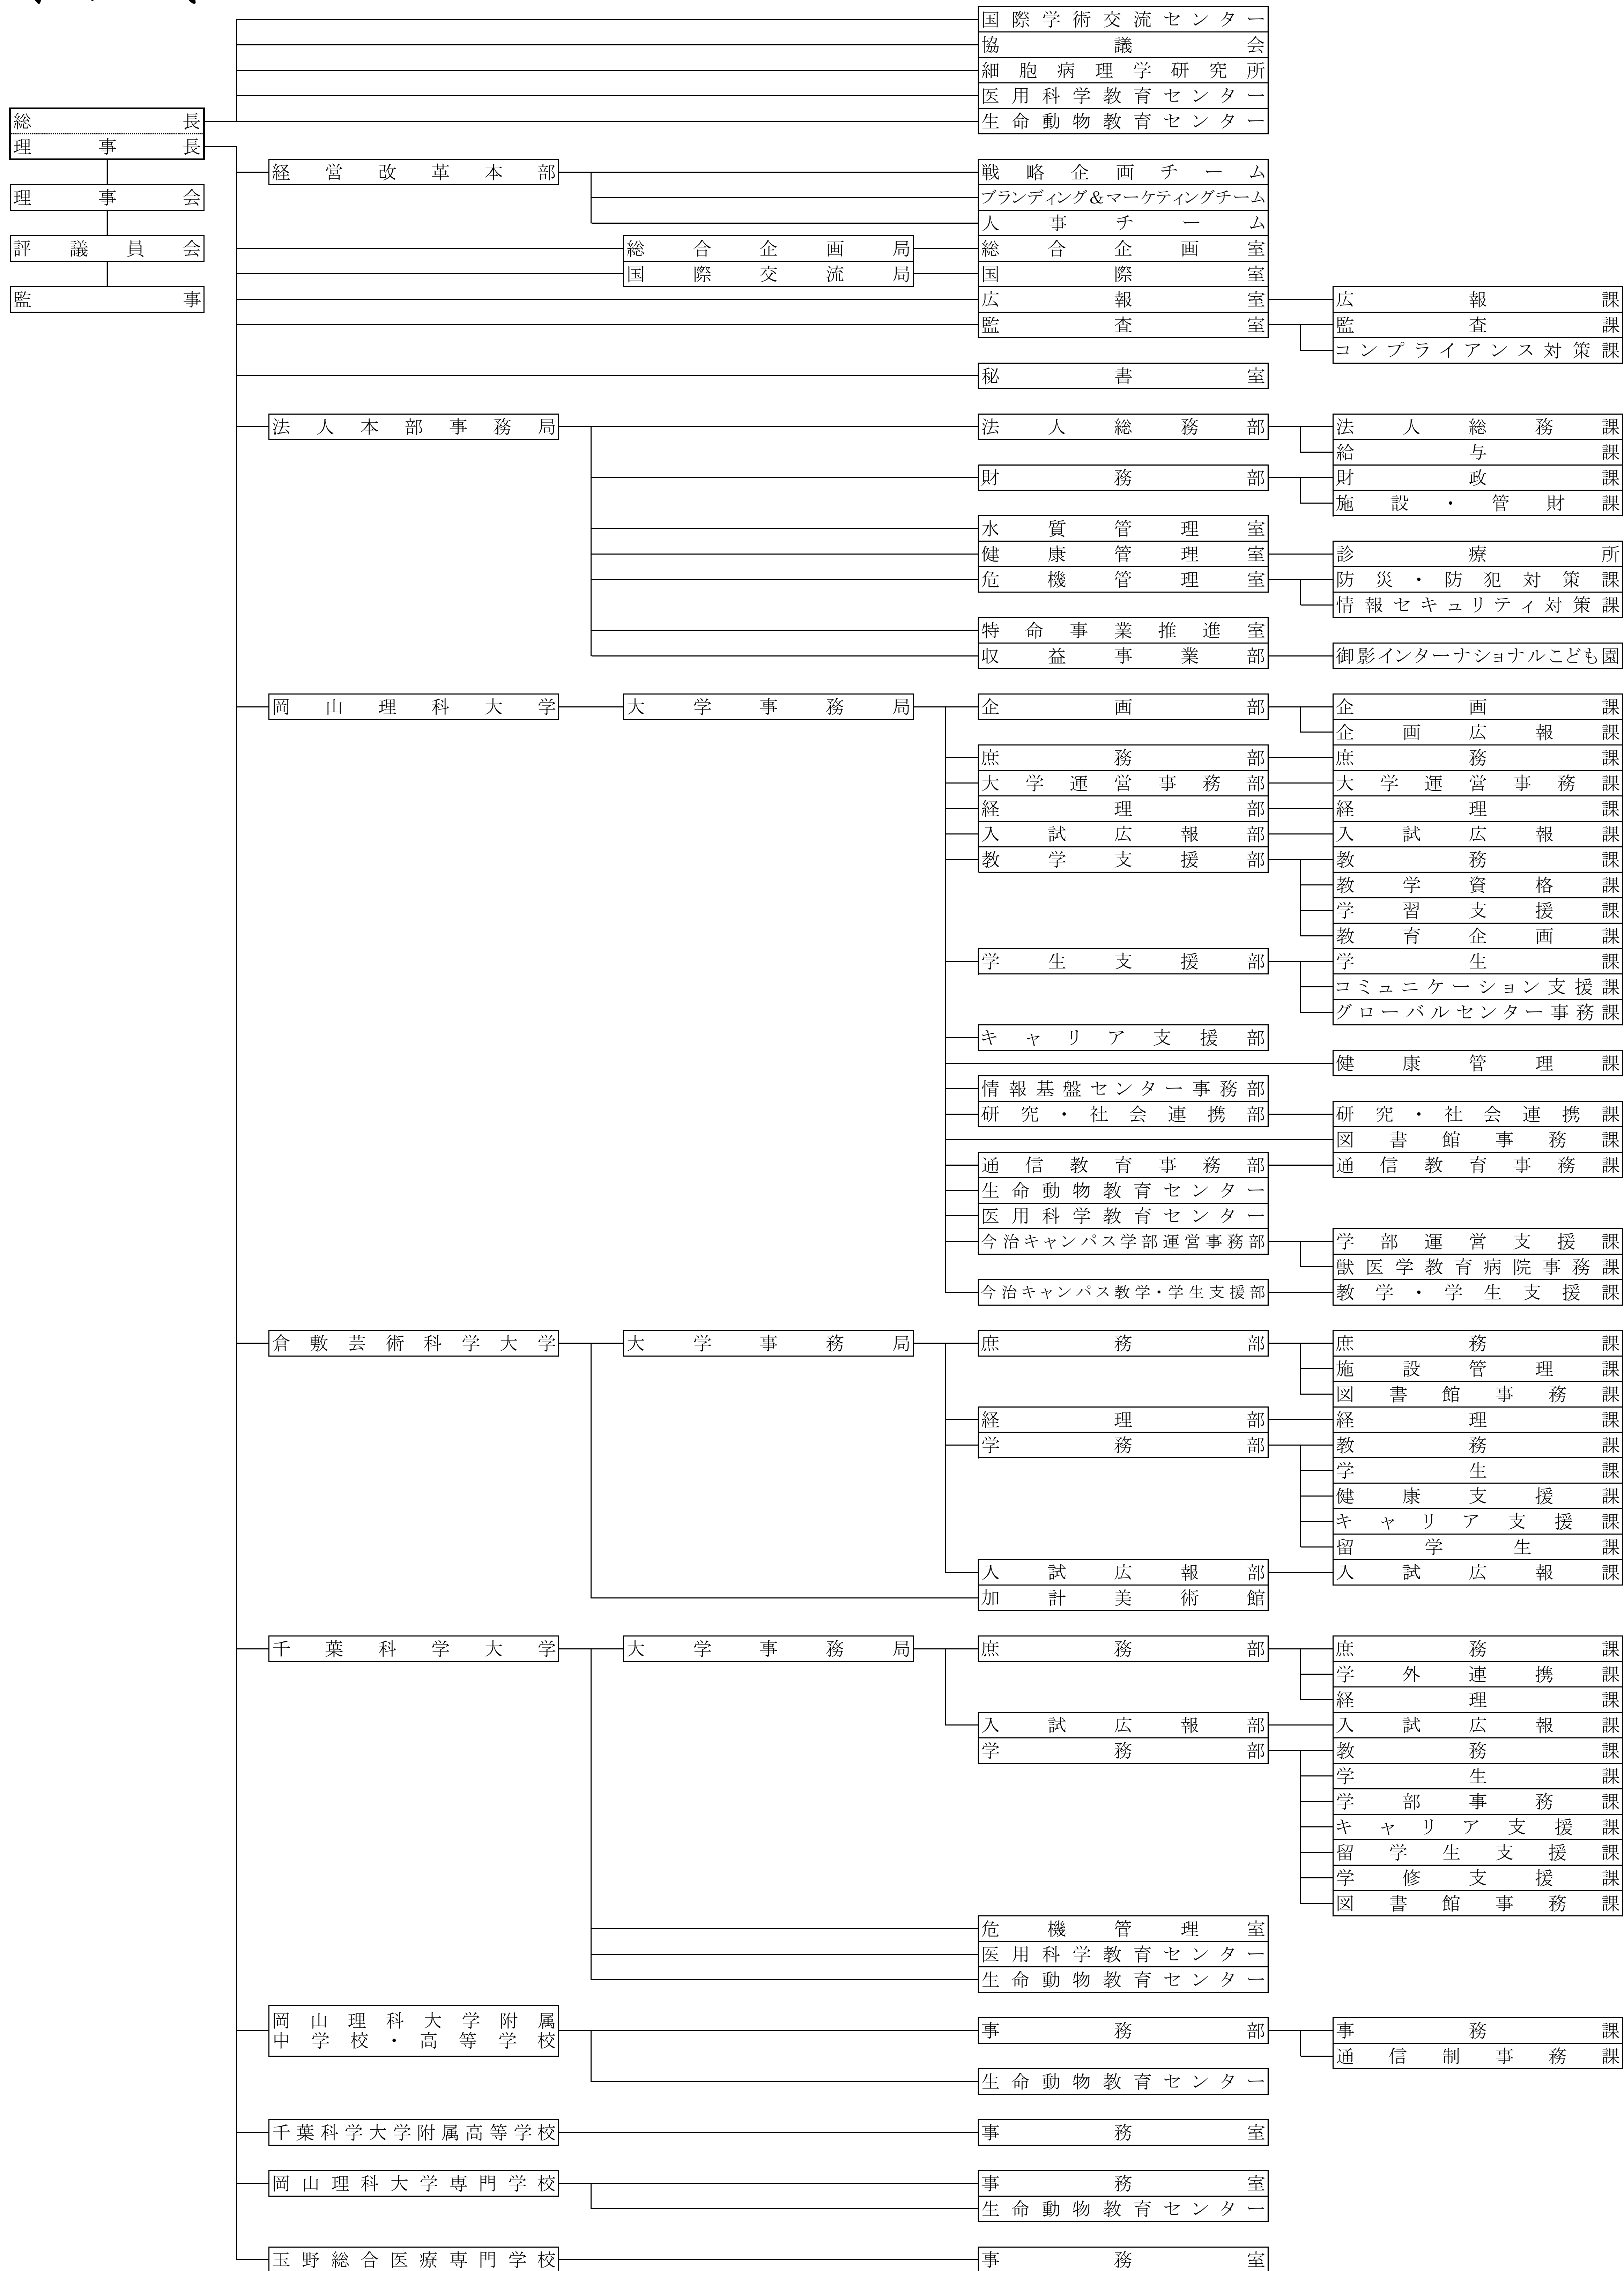 国際学術交流センター
協議会
細胞病理学研究所
医用科学教育センター
総長 生命動物教育センター
理事長
経営改革本部 戦略企画チーム
理事会 ブランディング&マーケティングチーム
人事チーム
評議員会 総合企画局 総合企画室
国際交流局 国際室
監事 広報室 広報課
監査室 監査課
コンプライアンス対策課
秘書室
法人本部事務局 法人総務部 法人総務課
給与課
財務部 財政課
施設・管財課
水質管理室
健康管理室 診療所
危機管理室 防災・防犯対策課
情報セキュリティ対策課
特命事業推進室
収益事業部 御影インターナショナルこども園
岡山理科大学 大学事務局 企画部 企画課
企画広報課
庶務部 庶務課
大学運営事務部 大学運営事務課
経理部 経理課
入試広報部 入試広報課
教学支援部 教務課
教学資格課
学習支援課
教育企画課
学生支援部 学生課
コミュニケーション支援課
グローバルセンター事務課
キャリア支援部
健康管理課
情報基盤センター事務部
研究・社会連携部 研究・社会連携課
図書館事務課
通信教育事務部 通信教育事務課
生命動物教育センター
医用科学教育センター
今治キャンパス学部運営事務部 学部運営支援課
獣医学教育病院事務課
今治キャンパス教学・学生支援部 教学・学生支援課
倉敷芸術科学大学 大学事務局 庶務部 庶務課
施設管理課
図書館事務課
経理部 経理課
学務部 教務課
学生課
健康支援課
キャリア支援課
留学生課
入試広報部 入試広報課
加計美術館
千葉科学大学 大学事務局 庶務部 庶務課
学外連携課
経理課
入試広報部 入試広報課
学務部 教務課
学生課
学部事務課
キャリア支援課
留学生支援課
学修支援課
図書館事務課
危機管理室
医用科学教育センター
生命動物教育センター
岡山理科大学附属
中学校・高等学校 事務部 事務課
通信制事務課
生命動物教育センター
千葉科学大学附属高等学校 事務室
岡山理科大学専門学校 事務室
生命動物教育センター
玉野総合医療専門学校 事務室